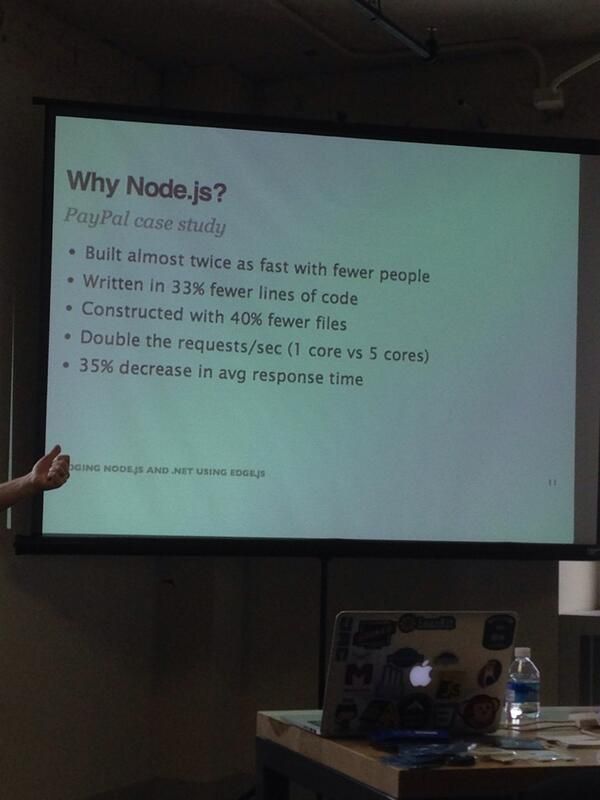 Why Node.js?
PayPal case study
• Built almost twice as fast with fewer people
• Written in 33% fewer lines of code
• Constructed with 40% fewer files
• Double the requests/sec (1 core vs 5 cores)
• 35% decrease in avg response time
NODE.JS AND .NET USING EDGE.JS
11
JS